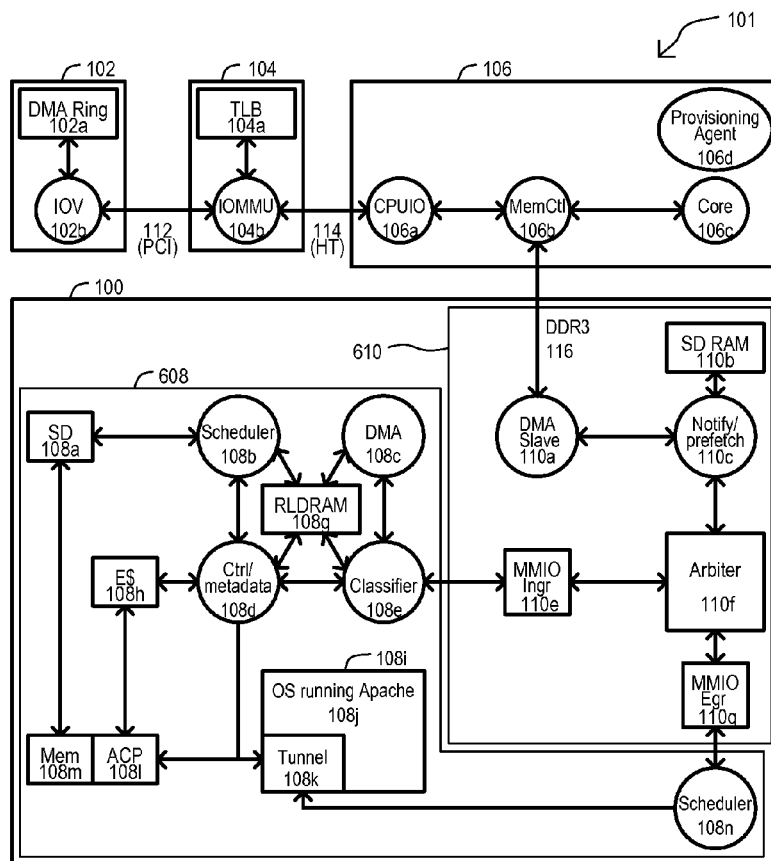 101
102
104
106
DMA Ring
102a
TLB
104a
Provisioning
Agent
106d
IOV
102b
112
(PCI)
IOMMU
104b
114
(HT)
CPUIO
106a
MemCtl
106b
Core
106c
100
DDR3
116
610
SD RAM
110b
608
SD
108a
Scheduler
108b
DMA
108c
DMA
Slave
110a
Notify/
prefetch
110c
RLDRAM
108g
E$
108h
Ctrl/
metadata
108d
Classifier
108e
MMIO
Ingr
110e
Arbiter
110f
108i
OS running Apache
108j
MMIO
Egr
110g
Mem
108m
ACP
108l
Tunnel
108k
Scheduler
108n